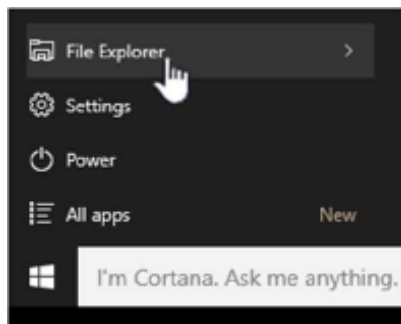 File Explorer
Settings
Power
All apps New
I'm Cortana. Ask me anything.